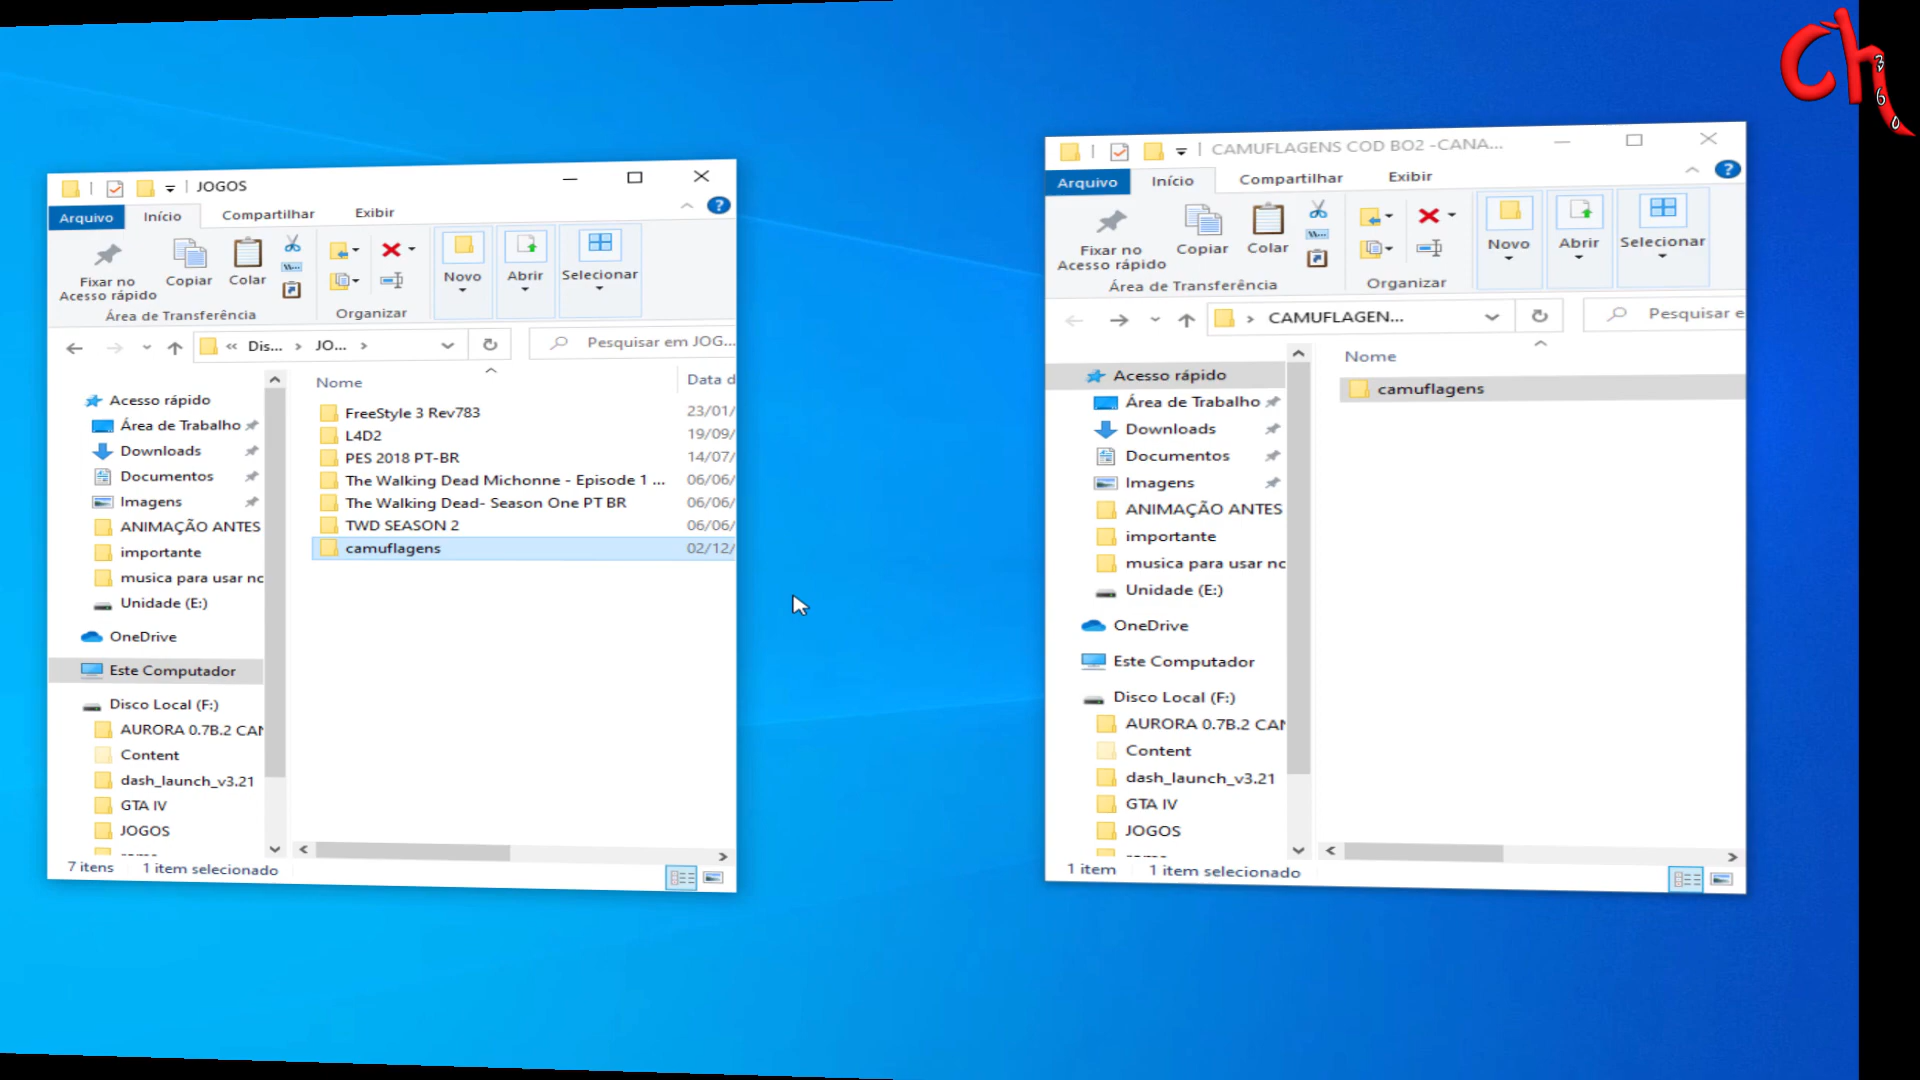 Ch
3
6
0
JOGOS
Arquivo
Início
Compartilhar
Exibir
Fixar no
Acesso rápido
Copiar
Colar
Novo
Abrir
Selecionar
Área de Transferência
Organizar
« Dis... > JO... >
Pesquisar em JOG...
Acesso rápido
Área de Trabalho
Downloads
Documentos
Imagens
ANIMAÇÃO ANTES
importante
musica para usar no
Unidade (E:)
OneDrive
Este Computador
Disco Local (F:)
AURORA 0.7B.2 CAN
Content
dash_launch_v3.21
GTA IV
JOGOS
Nome
Data d
FreeStyle 3 Rev783
23/01/
L4D2
19/09/
PES 2018 PT-BR
14/07/
The Walking Dead Michonne - Episode 1 ...
06/06/
The Walking Dead- Season One PT BR
06/06/
TWD SEASON 2
06/06/
camuflagens
02/12/
7 itens
1 item selecionado
CAMUFLAGENS COD BO2 -CANA...
Arquivo
Início
Compartilhar
Exibir
Fixar no
Acesso rápido
Copiar
Colar
Novo
Abrir
Selecionar
Área de Transferência
Organizar
> CAMUFLAGEN...
Pesquisar e
Acesso rápido
Área de Trabalho
Downloads
Documentos
Imagens
ANIMAÇÃO ANTES
importante
musica para usar no
Unidade (E:)
OneDrive
Este Computador
Disco Local (F:)
AURORA 0.7B.2 CAN
Content
dash_launch_v3.21
GTA IV
JOGOS
Nome
camuflagens
1 item
1 item selecionado